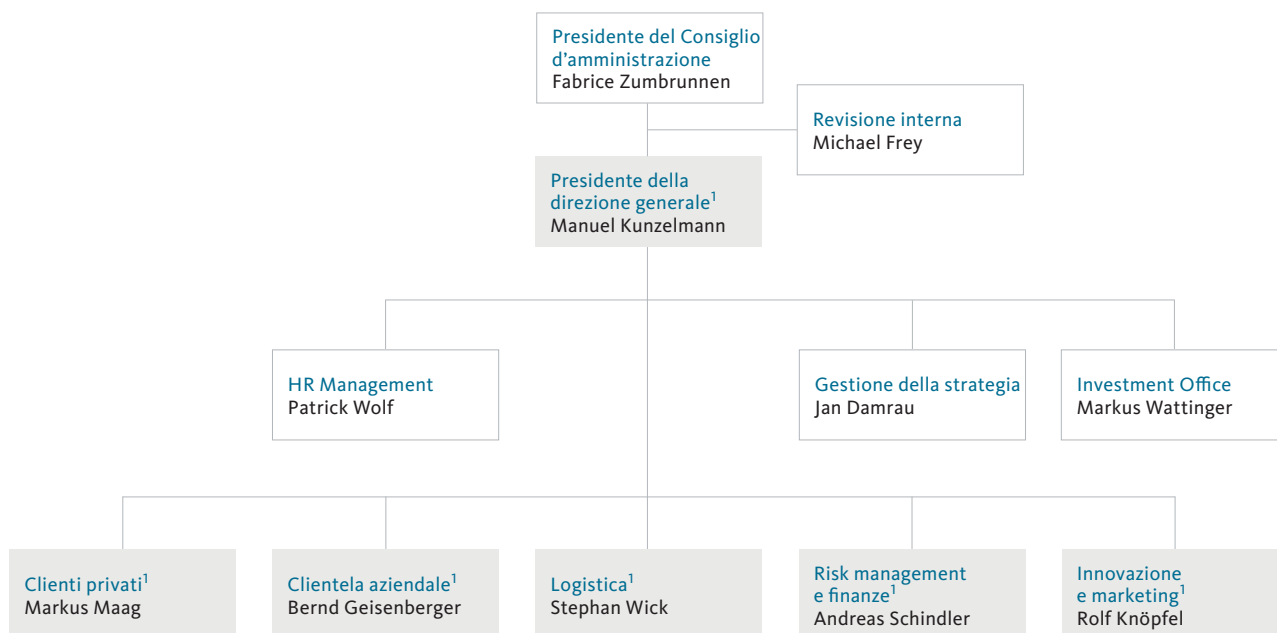 Presidente del Consiglio
d’amministrazione
Fabrice Zumbrunnen
Revisione interna
Michael Frey
Presidente della
direzione generale¹
Manuel Kunzelmann
HR Management
Patrick Wolf
Gestione della strategia
Jan Damrau
Investment Office
Markus Wattinger
Clienti privati¹
Markus Maag
Clientela aziendale¹
Bernd Geisenberger
Logistica¹
Stephan Wick
Risk management
e finanze¹
Andreas Schindler
Innovazione
e marketing¹
Rolf Knöpfel